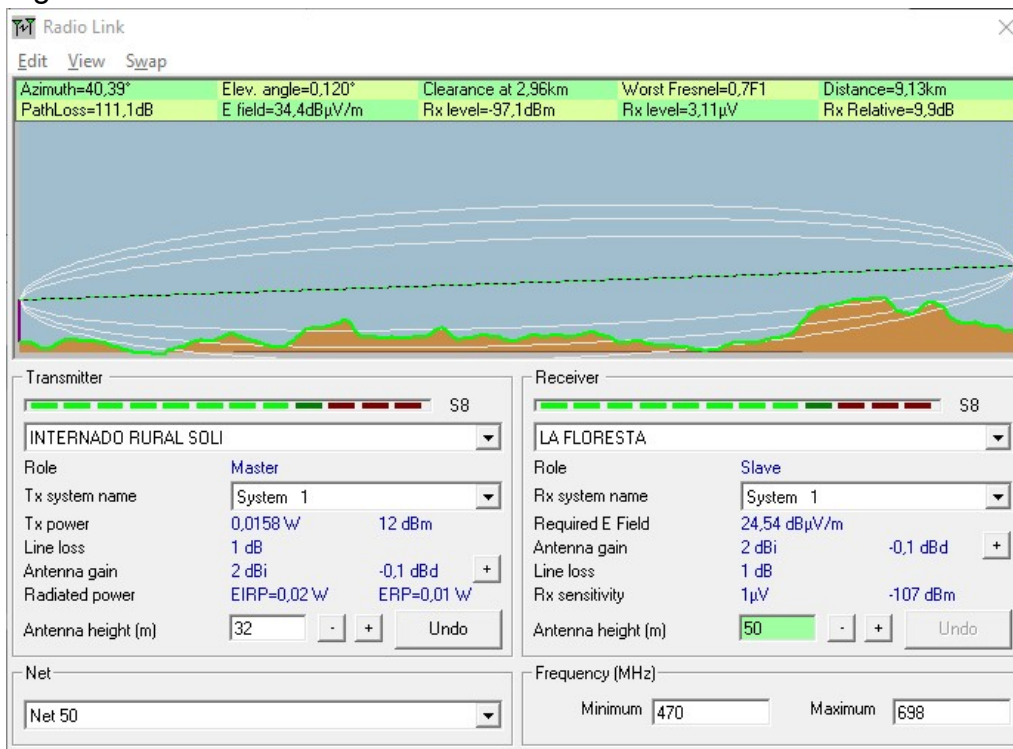 Radio Link
Edit View Swap
Azimuth=40,39° Elev. angle=0,120° Clearance at 2,96km Worst Fresnel=0,7F1 Distance=9,13km
PathLoss=111,1dB E field=34,4dBµV/m Rx level=-97,1dBm Rx level=3,11µV Rx Relative=9,9dB
Transmitter
S8
INTERNADO RURAL SOLI
Role Master
Tx system name System 1
Tx power 0,0158 W 12 dBm
Line loss 1 dB
Antenna gain 2 dBi -0,1 dBd +
Radiated power EIRP=0,02 W ERP=0,01 W
Antenna height (m) 32 - + Undo
Receiver
S8
LA FLORESTA
Role Slave
Rx system name System 1
Required E Field 24,54 dBµV/m
Antenna gain 2 dBi -0,1 dBd +
Line loss 1 dB
Rx sensitivity 1µV -107 dBm
Antenna height (m) 50 - + Undo
Net
Net 50
Frequency (MHz)
Minimum 470 Maximum 698